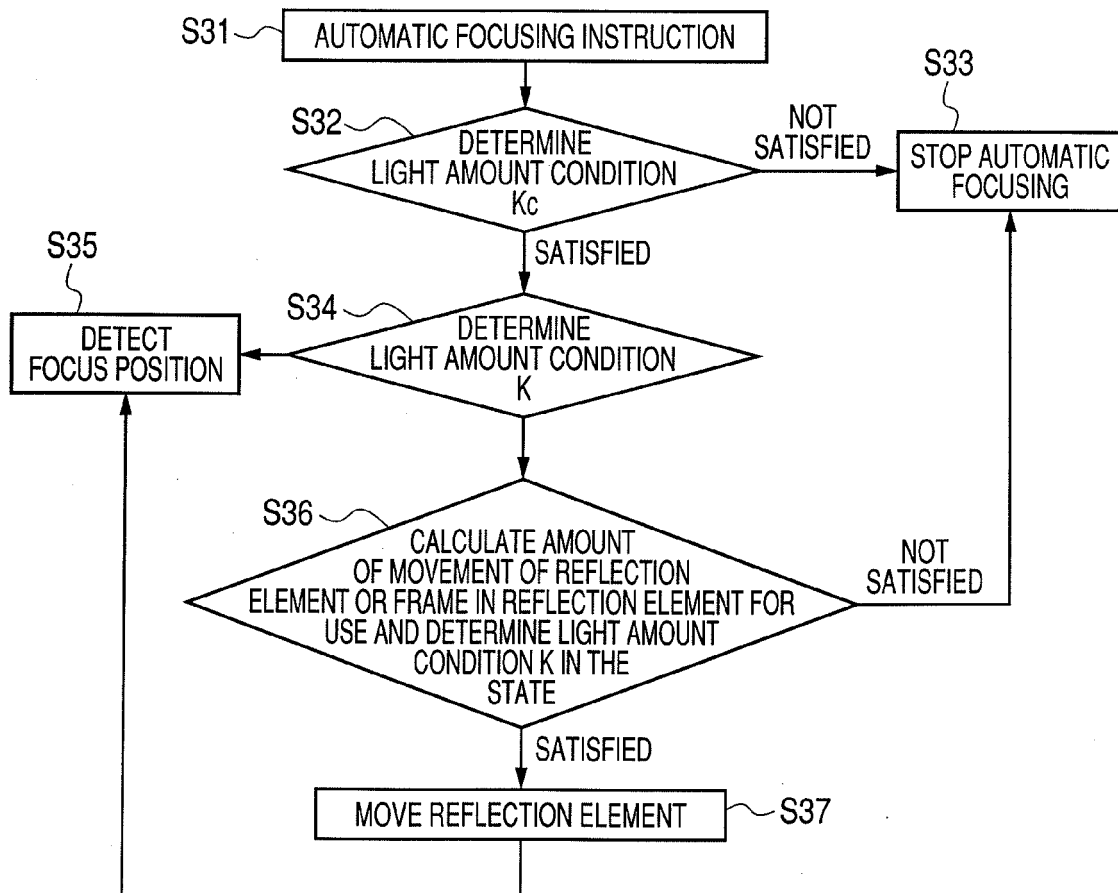 S31
AUTOMATIC FOCUSING INSTRUCTION
S32
DETERMINE
LIGHT AMOUNT CONDITION
Kc
NOT
SATISFIED
S33
STOP AUTOMATIC
FOCUSING
SATISFIED
S35
DETECT
FOCUS POSITION
S34
DETERMINE
LIGHT AMOUNT CONDITION
K
S36
CALCULATE AMOUNT
OF MOVEMENT OF REFLECTION
ELEMENT OR FRAME IN REFLECTION ELEMENT FOR
USE AND DETERMINE LIGHT AMOUNT
CONDITION K IN THE
STATE
NOT
SATISFIED
SATISFIED
MOVE REFLECTION ELEMENT
S37